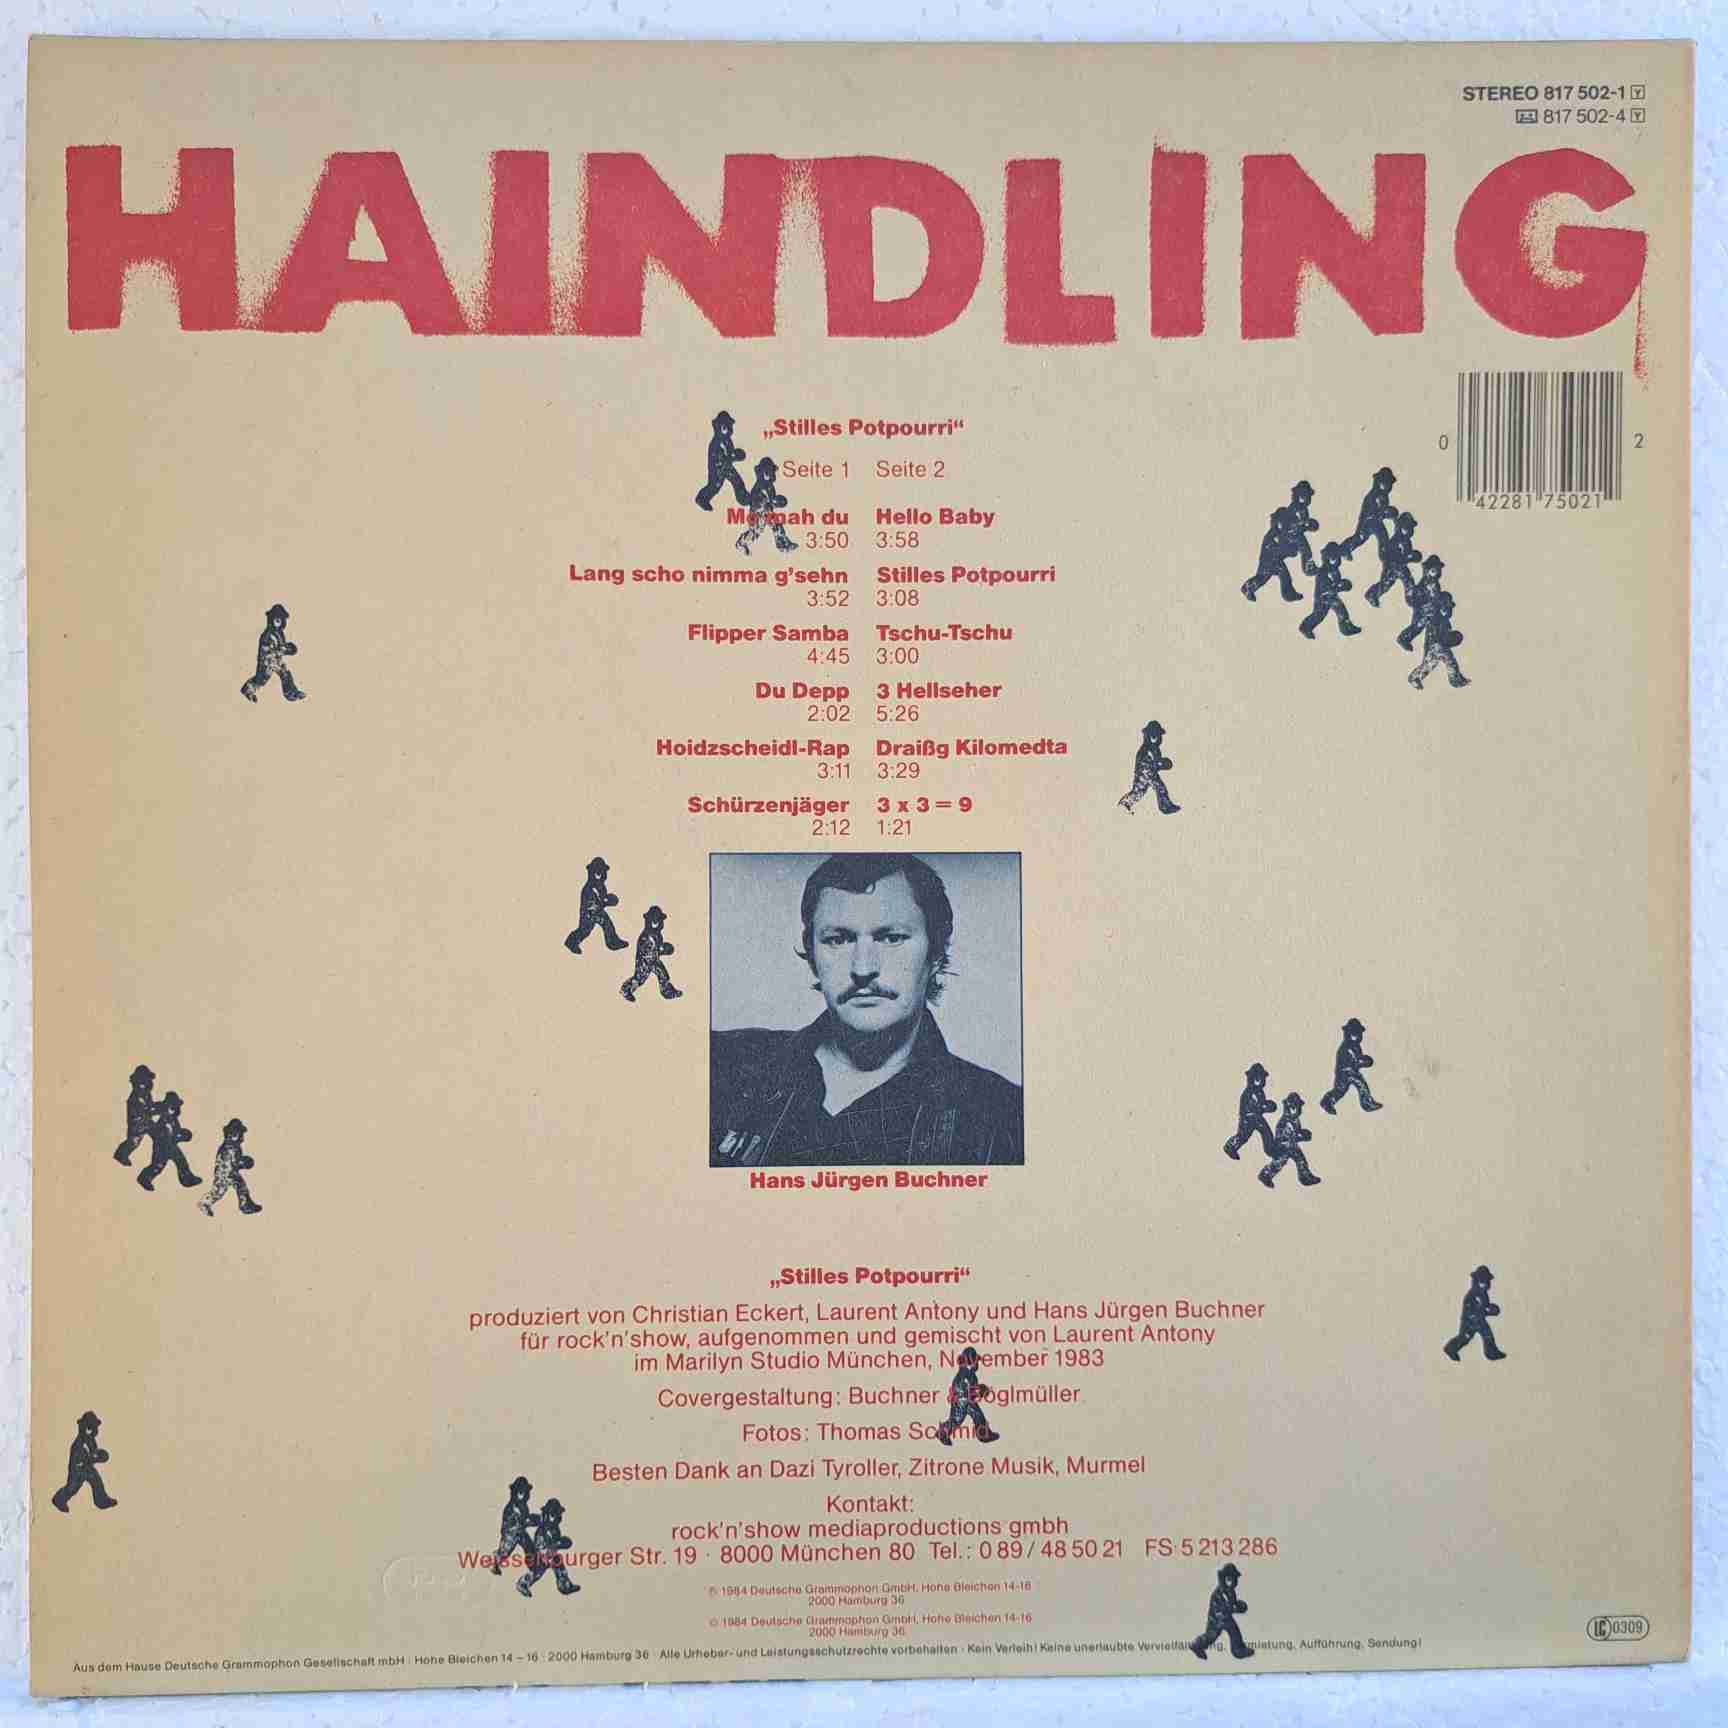 STEREO 817 502-1 Y
817 502-4 Y
HAINDLING
0 42281 75021 2
„Stilles Potpourri“
Seite 1 Seite 2
mah du Hello Baby
3:50 3:58
Lang scho nimma g'sehn Stilles Potpourri
3:52 3:08
Flipper Samba Tschu-Tschu
4:45 3:00
Du Depp 3 Hellseher
2:02 5:26
Hoidzscheidl-Rap Draißg Kilomedta
3:11 3:29
Schürzenjäger 3 x 3 = 9
2:12 1:21
Hans Jürgen Buchner
„Stilles Potpourri“
produziert von Christian Eckert, Laurent Antony und Hans Jürgen Buchner
für rock'n'show, aufgenommen und gemischt von Laurent Antony
im Marilyn Studio München, November 1983
Covergestaltung: Buchner & Böglmüller
Fotos: Thomas Schmid
Besten Dank an Dazi Tyroller, Zitrone Musik, Murmel
Kontakt:
rock'n'show mediaproductions gmbh
Weissenburger Str. 19 · 8000 München 80 Tel.: 0 89 / 48 50 21 FS 5 213 286
℗ 1984 Deutsche Grammophon GmbH, Hohe Bleichen 14-16
2000 Hamburg 36
© 1984 Deutsche Grammophon GmbH, Hohe Bleichen 14-16
2000 Hamburg 36
Aus dem Hause Deutsche Grammophon Gesellschaft mbH · Hohe Bleichen 14 – 16 · 2000 Hamburg 36 · Alle Urheber- und Leistungsschutzrechte vorbehalten · Kein Verleih! Keine unerlaubte Vervielfältigung, Vermietung, Aufführung, Sendung!
LC 0309